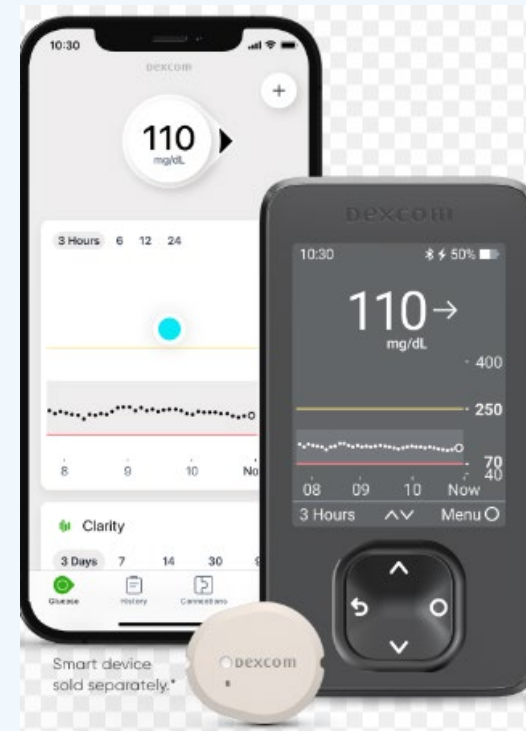 10:30
Dexcom
+
110
mg/dL
3 Hours 6 12 24
8 9 10
Clarity
3 Days 7 14 30
Glucose History Connections
Smart device
sold separately.*
Dexcom
Dexcom
10:30 50%
110→
mg/dL
400
250
70
40
08 09 10 Now
3 Hours Menu